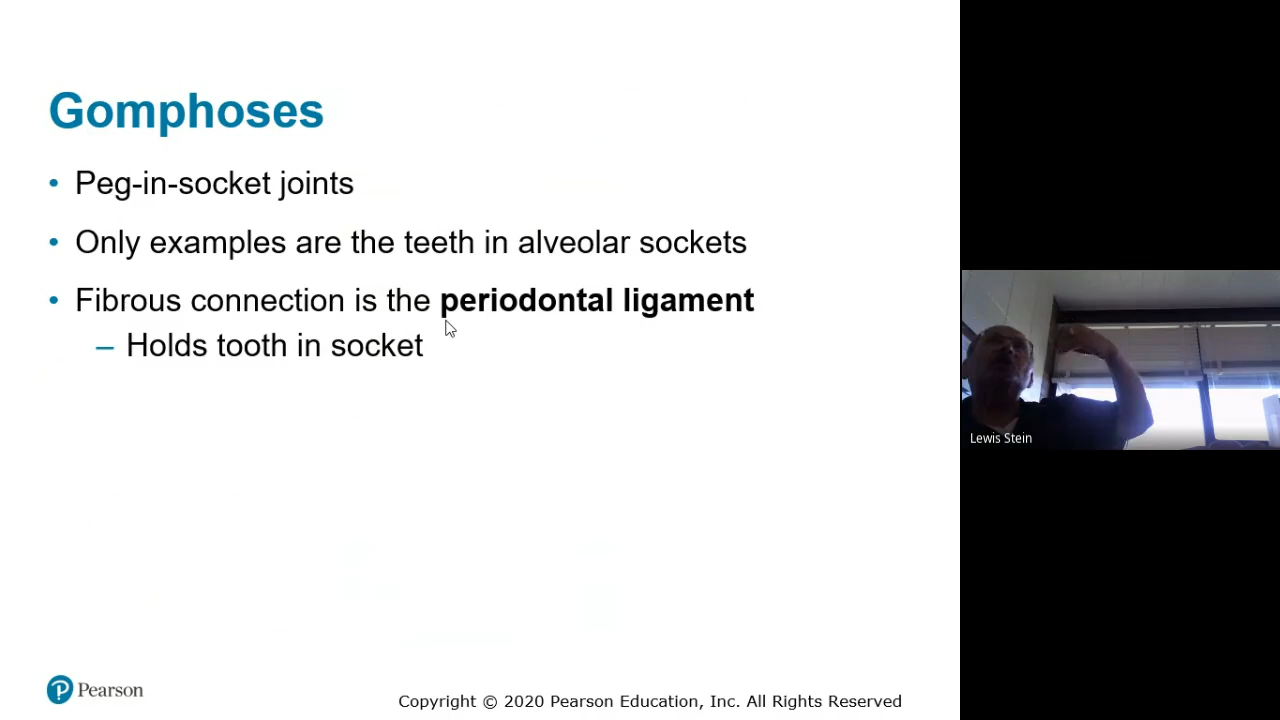 Gomphoses
• Peg-in-socket joints
• Only examples are the teeth in alveolar sockets
• Fibrous connection is the periodontal ligament
– Holds tooth in socket
Lewis Stein
Pearson
Copyright © 2020 Pearson Education, Inc. All Rights Reserved